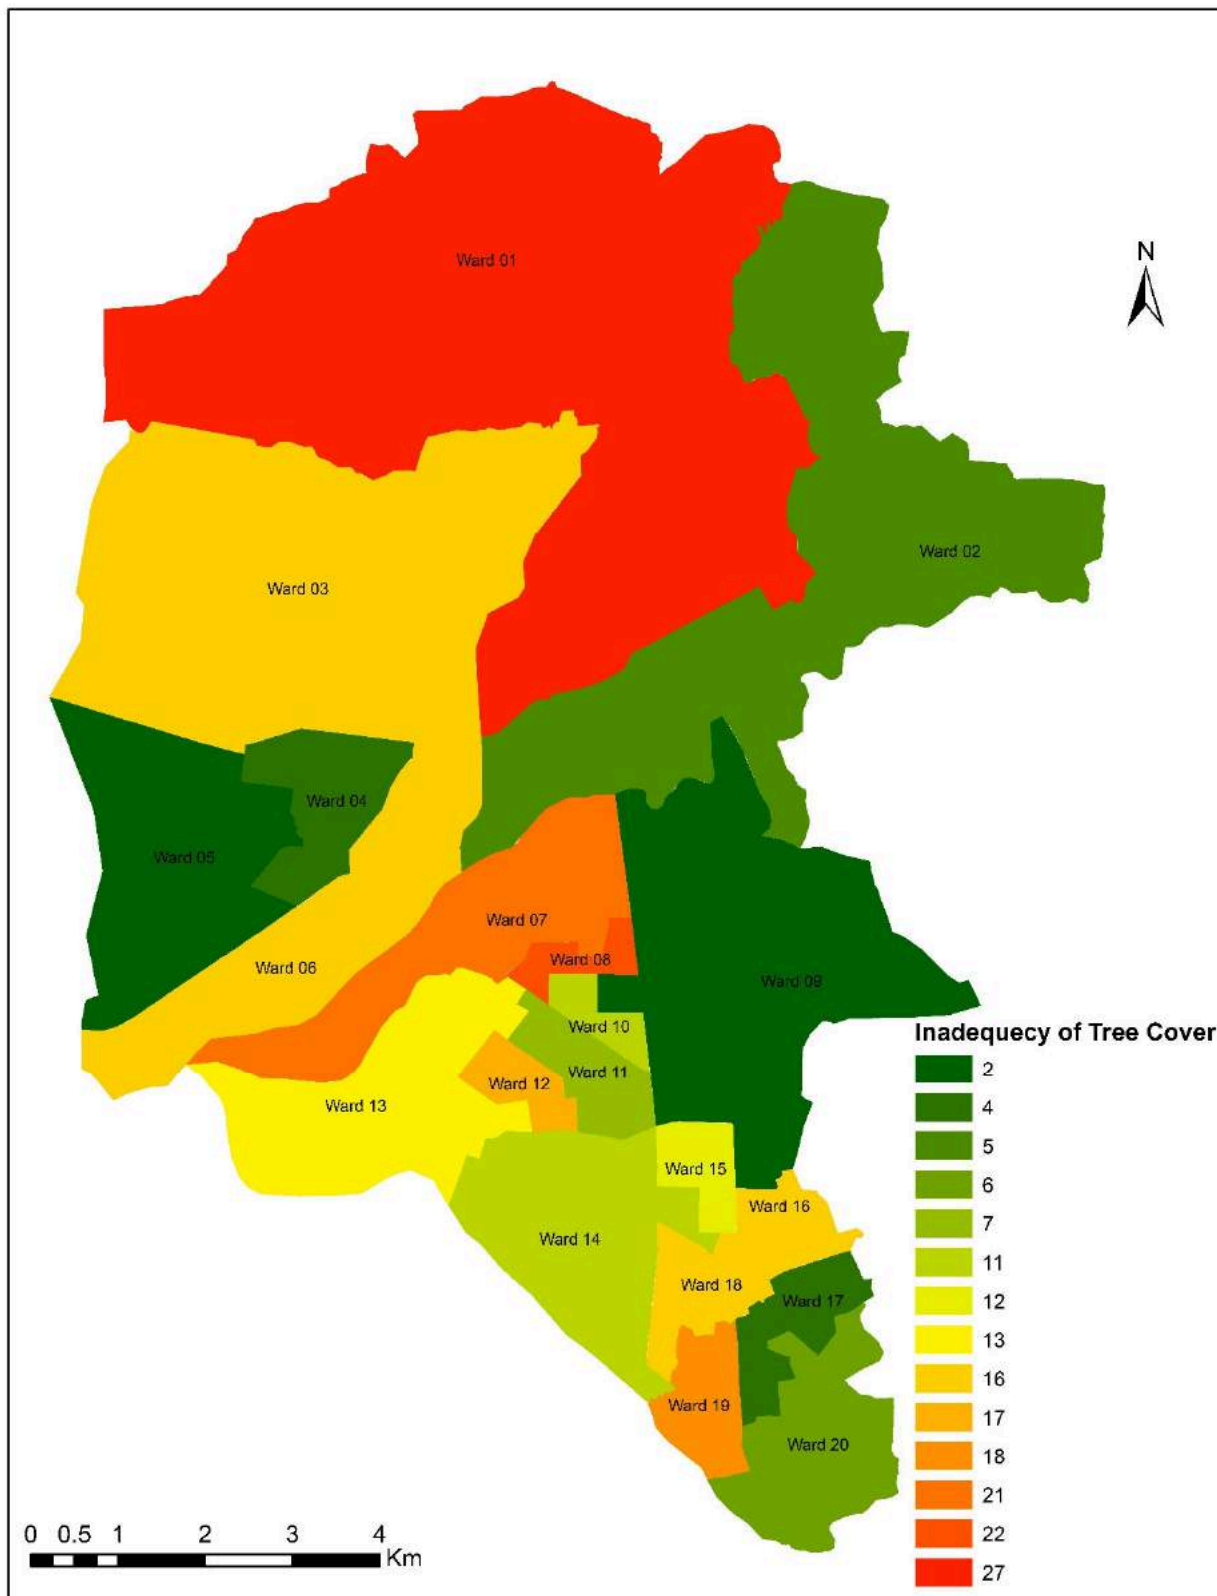 Ward 01
N
Ward 02
Ward 03
Ward 04
Ward 05
Ward 07
Ward 08
Ward 06
Ward 09
Ward 10
Ward 11
Ward 12
Ward 13
Ward 15
Ward 16
Ward 14
Ward 18
Ward 17
Ward 19
Ward 20
Inadequecy of Tree Cover
2
4
5
6
7
11
12
13
16
17
18
21
22
27
0 0.5 1 2 3 4
Km